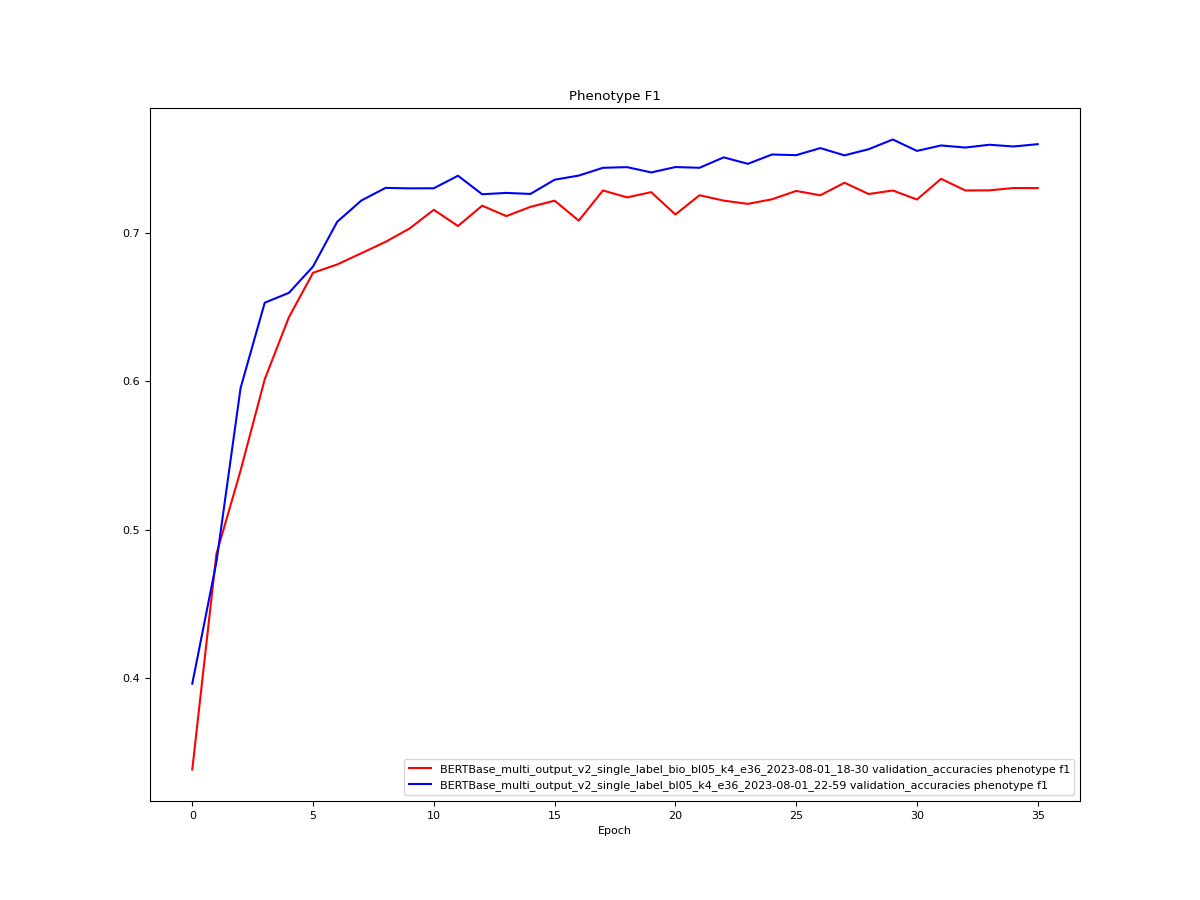 Phenotype F1
0.7
0.6
0.5
0.4
BERTBase_multi_output_v2_single_label_bio_bl05_k4_e36_2023-08-01_18-30 validation_accuracies phenotype f1
BERTBase_multi_output_v2_single_label_bl05_k4_e36_2023-08-01_22-59 validation_accuracies phenotype f1
0 5 10 15 20 25 30 35
Epoch